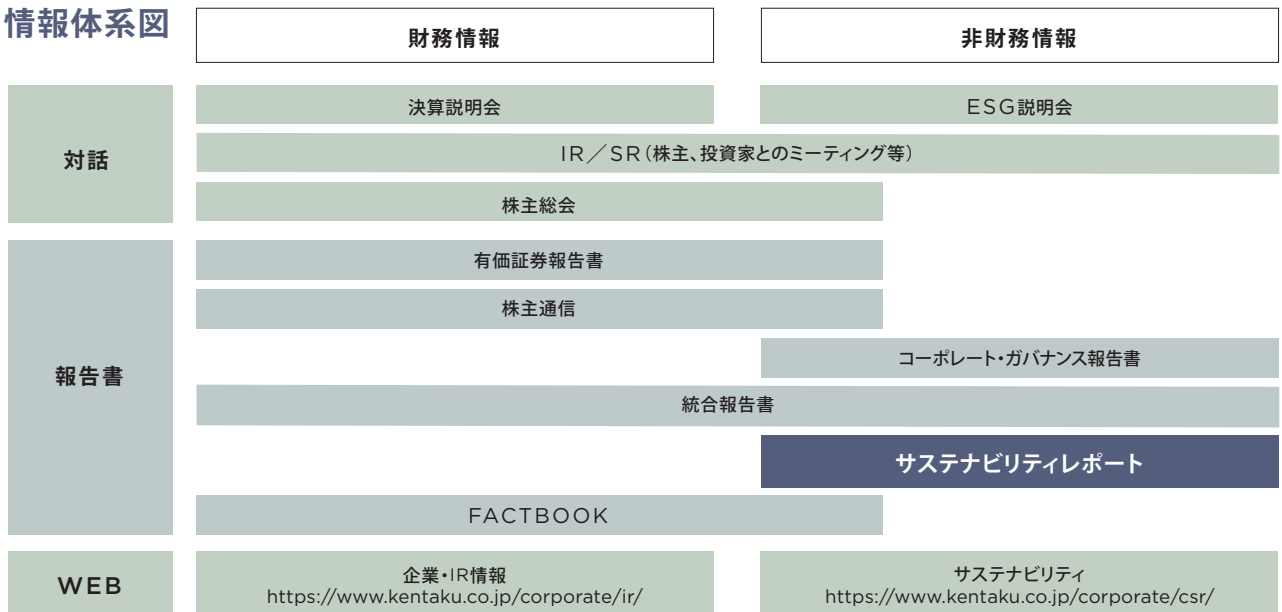 情報体系図
財務情報
非財務情報
対話
決算説明会
ESG説明会
IR/SR(株主、投資家とのミーティング等)
株主総会
報告書
有価証券報告書
株主通信
コーポレート・ガバナンス報告書
統合報告書
サステナビリティレポート
FACTBOOK
WEB
企業・IR情報
https://www.kentaku.co.jp/corporate/ir/
サステナビリティ
https://www.kentaku.co.jp/corporate/csr/